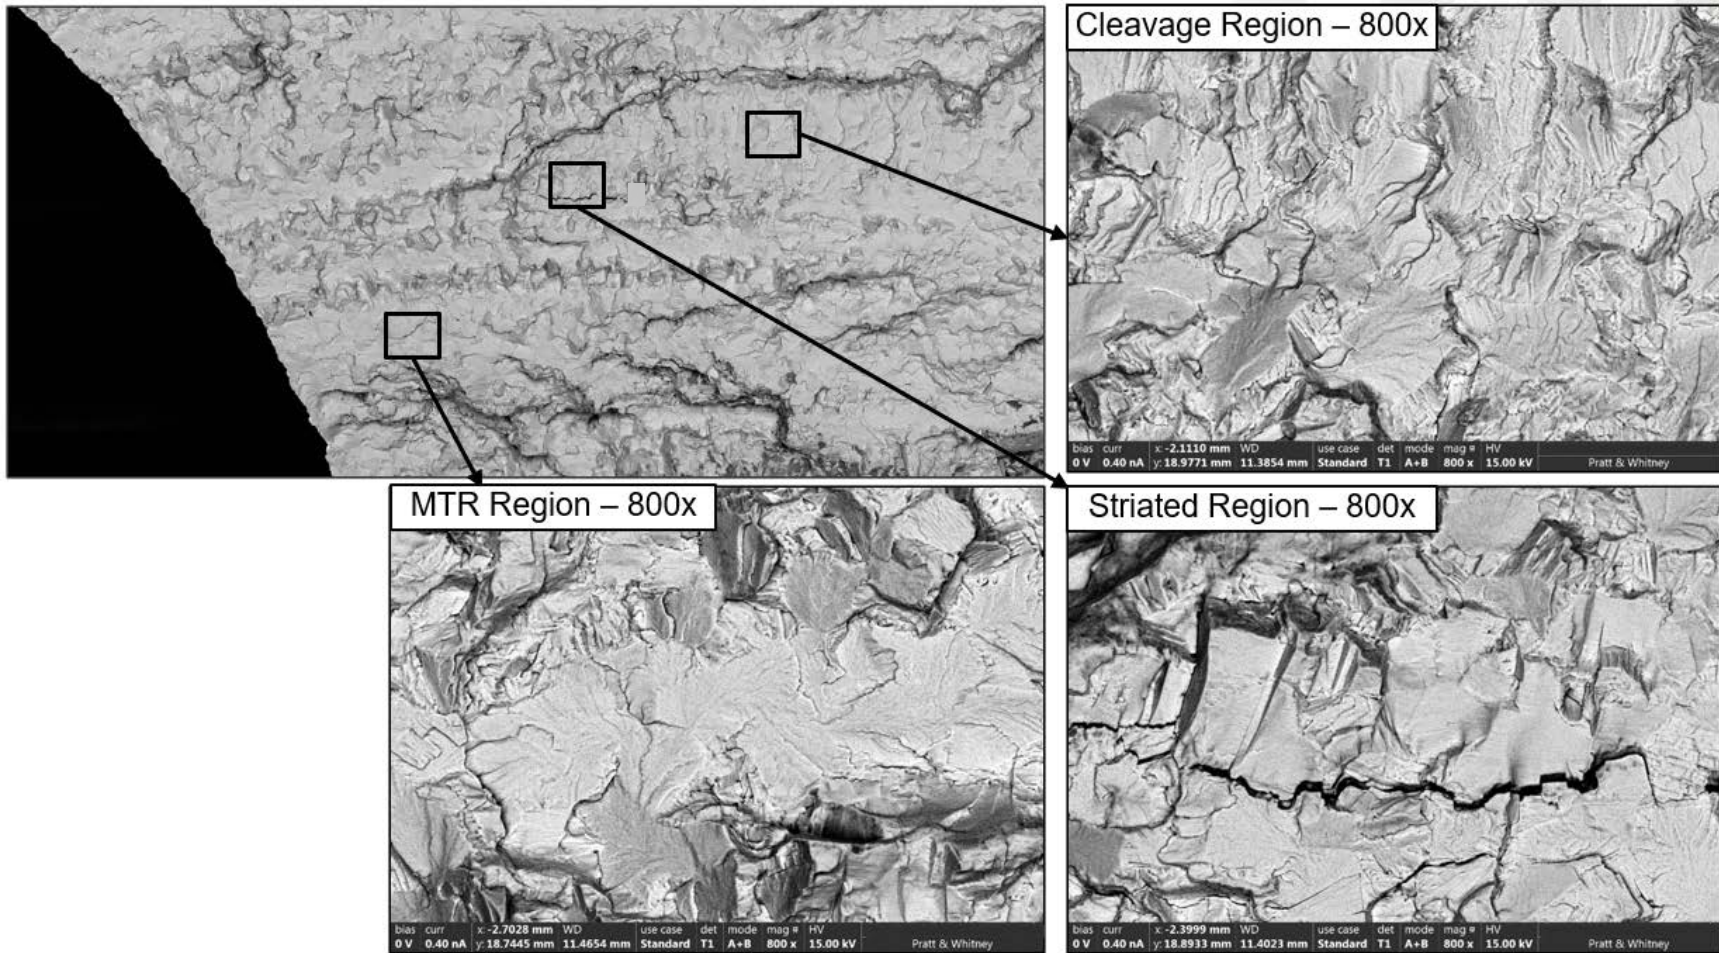 Cleavage Region – 800x
bias curr x: -2.1110 mm WD use case det mode mag HV
0 V 0.40 nA y: 18.9771 mm 11.3854 mm Standard T1 A+B 800 x 15.00 kV Pratt & Whitney
MTR Region – 800x
bias curr x: -2.7028 mm WD use case det mode mag HV
0 V 0.40 nA y: 18.7445 mm 11.4654 mm Standard T1 A+B 800 x 15.00 kV Pratt & Whitney
Striated Region – 800x
bias curr x: -2.3999 mm WD use case det mode mag HV
0 V 0.40 nA y: 18.8933 mm 11.4023 mm Standard T1 A+B 800 x 15.00 kV Pratt & Whitney